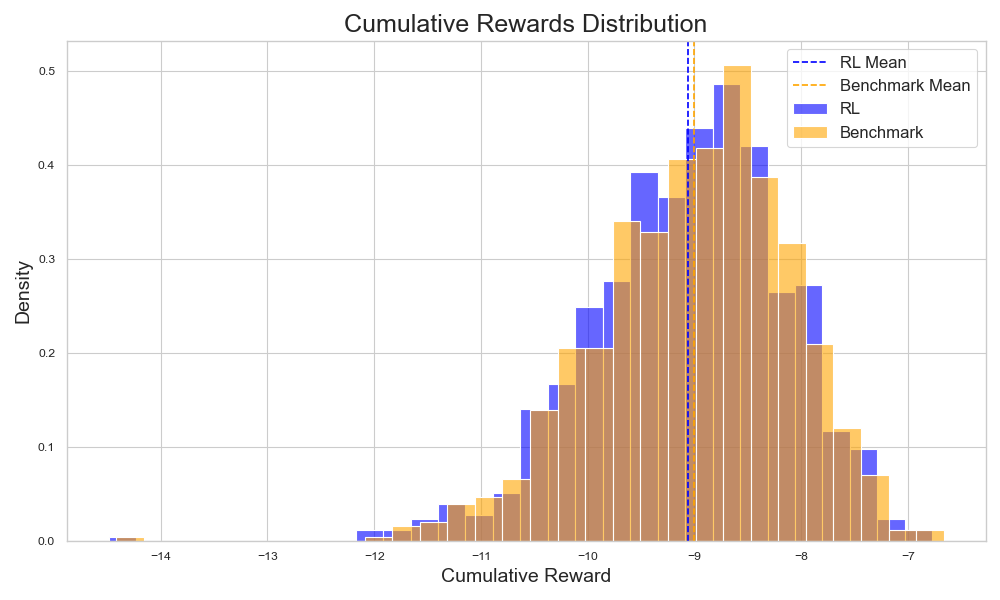 Cumulative Rewards Distribution
RL Mean
Benchmark Mean
RL
Benchmark
Density
0.5
0.4
0.3
0.2
0.1
0.0
−14
−13
−12
−11
−10
−9
−8
−7
Cumulative Reward